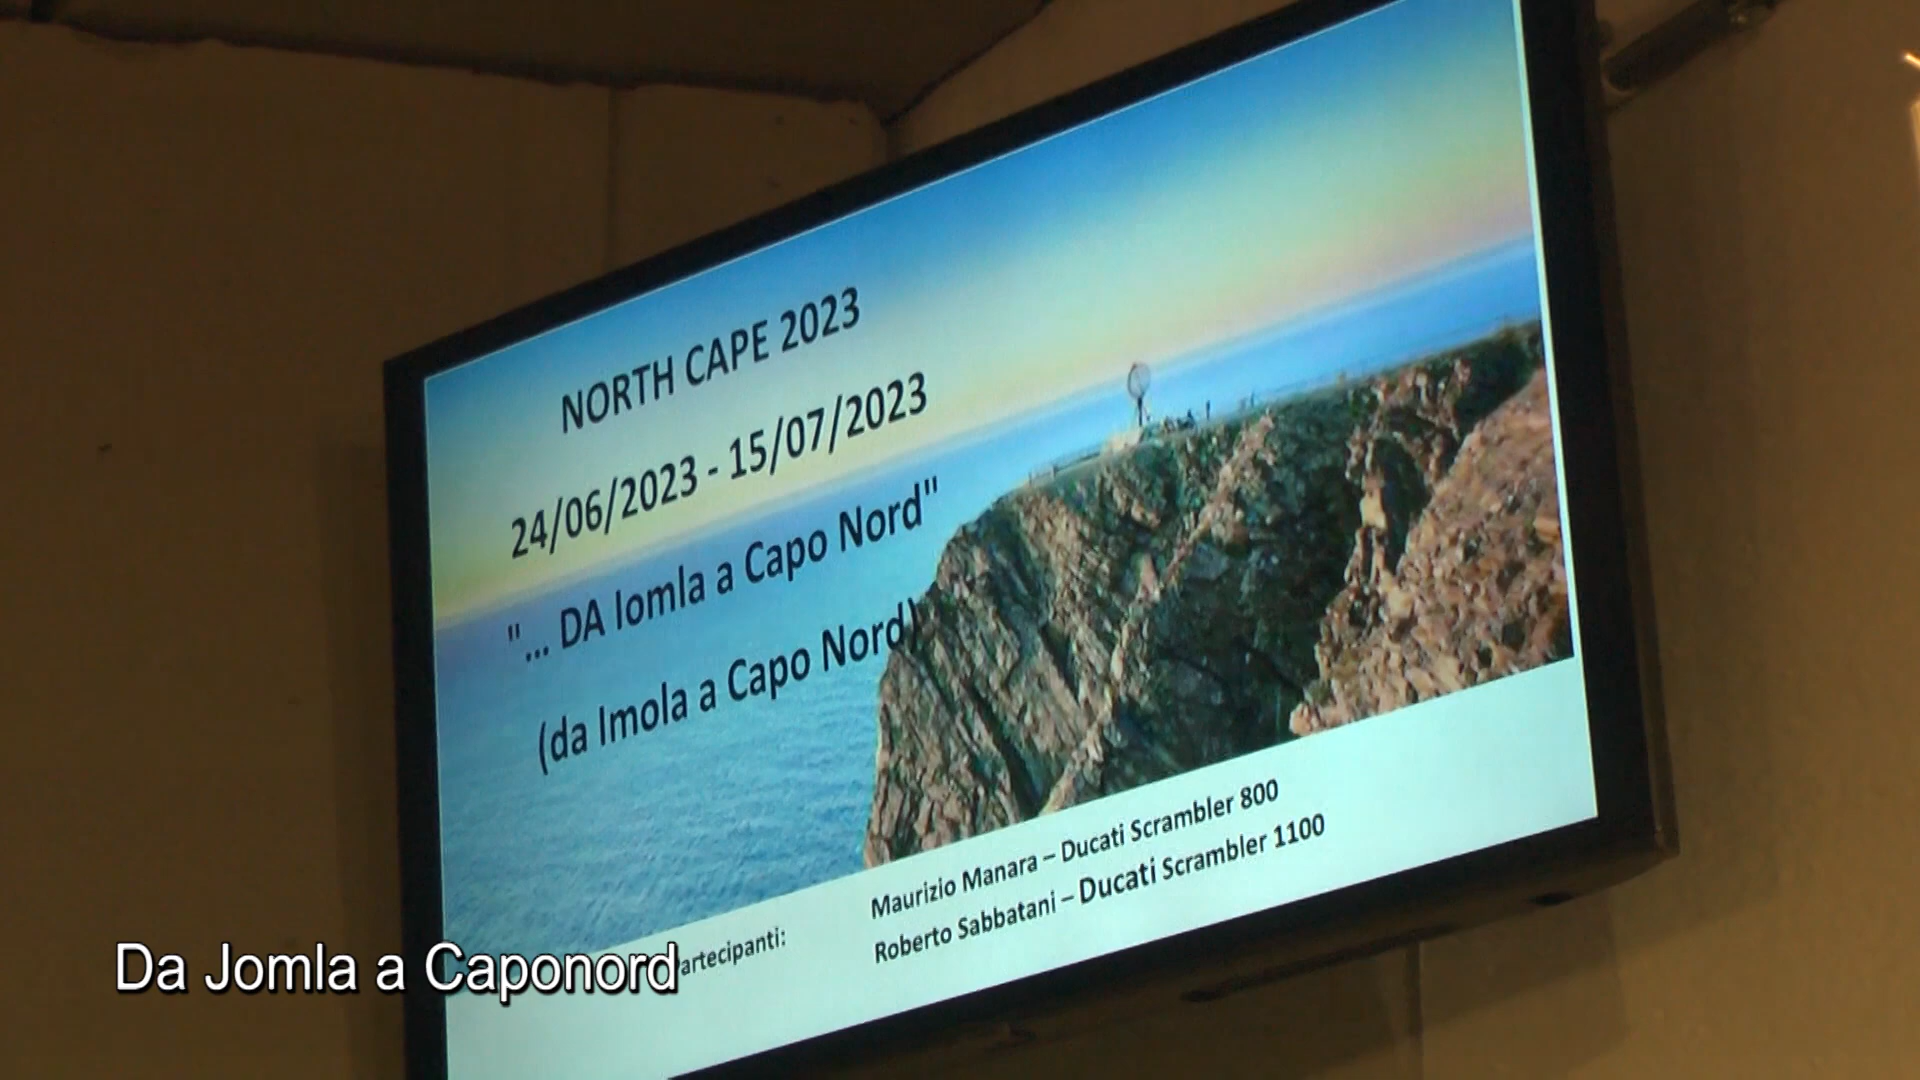 NORTH CAPE 2023
24/06/2023 - 15/07/2023
"... DA Iomla a Capo Nord"
(da Imola a Capo Nord)
Maurizio Manara – Ducati Scrambler 800
artecipanti:
Roberto Sabbatani – Ducati Scrambler 1100
Da Jomla a Caponord